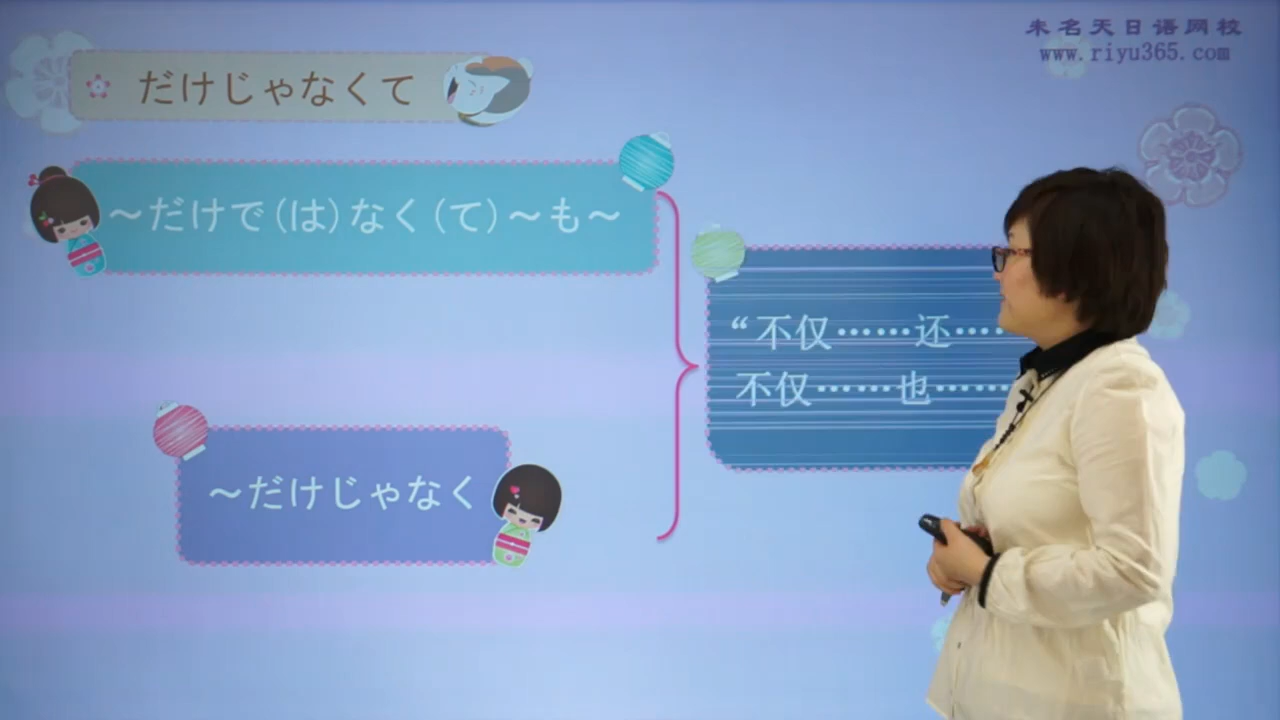 未名天日语网校
www.riyu365.com
だけじゃなくて
～だけで(は)なく(て)～も～
“不仅……还……
不仅……也……
～だけじゃなく